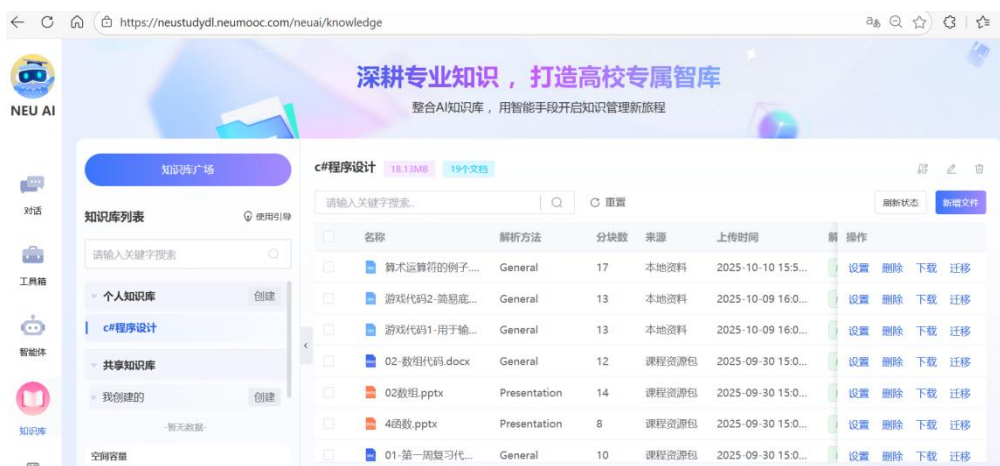 https://neustudydl.neumooc.com/neuai/knowledge
NEU AI
深耕专业知识，打造高校专属智库
整合AI知识库，用智能手段开启知识管理新旅程
对话
工具箱
智能体
知识库
知识库广场
知识库列表 使用引导
请输入关键字搜索
个人知识库 创建
c#程序设计
共享知识库
我创建的 创建
-暂无数据-
空间容量
c#程序设计 18.13MB 19个文档
请输入关键字搜索.. 重置 刷新状态 新增文件
名称 解析方法 分块数 来源 上传时间 解 操作
算术运算符的例子.... General 17 本地资料 2025-10-10 15:5... 设置 删除 下载 迁移
游戏代码2-简易底... General 13 本地资料 2025-10-09 16:0... 设置 删除 下载 迁移
游戏代码1-用于输... General 13 本地资料 2025-10-09 16:0... 设置 删除 下载 迁移
02-数组代码.docx General 12 课程资源包 2025-09-30 15:0... 设置 删除 下载 迁移
02数组.pptx Presentation 14 课程资源包 2025-09-30 15:0... 设置 删除 下载 迁移
4函数.pptx Presentation 8 课程资源包 2025-09-30 15:0... 设置 删除 下载 迁移
01-第一周复习代... General 10 课程资源包 2025-09-30 15:0... 设置 删除 下载 迁移